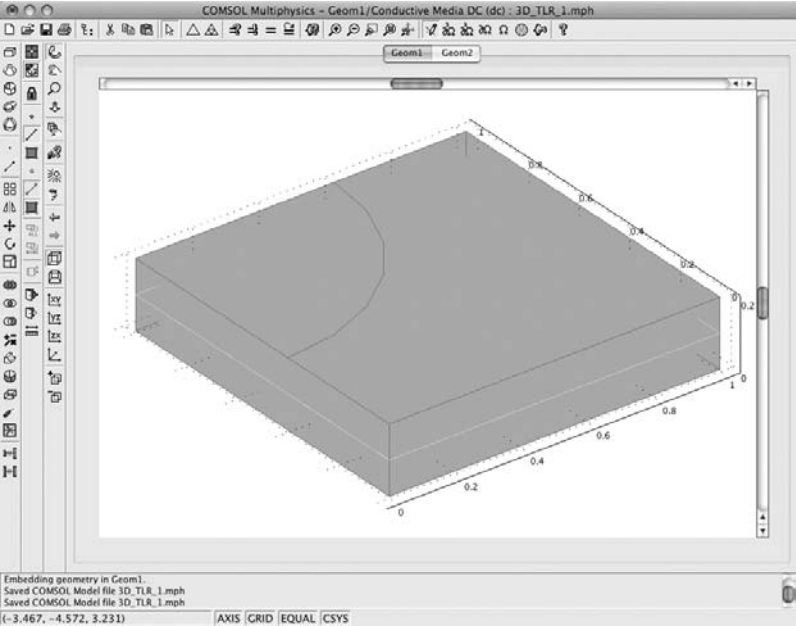 COMSOL Multiphysics – Geom1/Conductive Media DC (dc) : 3D_TLR_1.mph
Geom1 Geom2
1
0.8
0.6
0.4
0.2
0
0.2
0
1
0.8
0.6
0.4
0.2
0
xy
yz
zx
Embedding geometry in Geom1.
Saved COMSOL Model file 3D_TLR_1.mph
Saved COMSOL Model file 3D_TLR_1.mph
(-3.467, -4.572, 3.231) AXIS GRID EQUAL CSYS